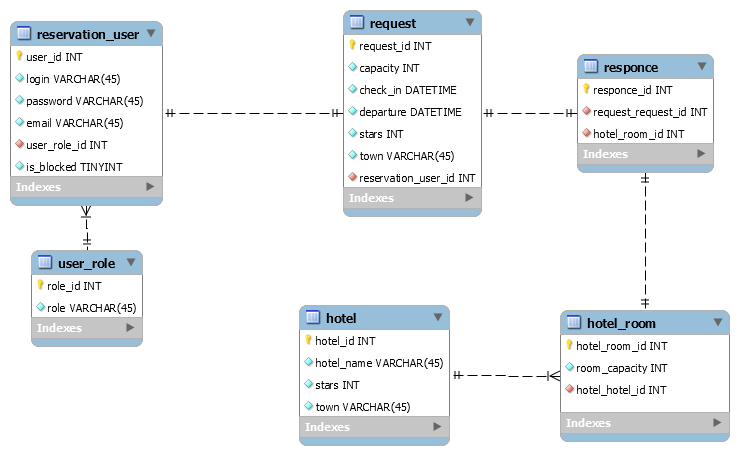 reservation_user
user_id INT
login VARCHAR(45)
password VARCHAR(45)
email VARCHAR(45)
user_role_id INT
is_blocked TINYINT
Indexes
request
request_id INT
capacity INT
check_in DATETIME
departure DATETIME
stars INT
town VARCHAR(45)
reservation_user_id INT
Indexes
responce
responce_id INT
request_request_id INT
hotel_room_id INT
Indexes
user_role
role_id INT
role VARCHAR(45)
Indexes
hotel
hotel_id INT
hotel_name VARCHAR(45)
stars INT
town VARCHAR(45)
Indexes
hotel_room
hotel_room_id INT
room_capacity INT
hotel_hotel_id INT
Indexes